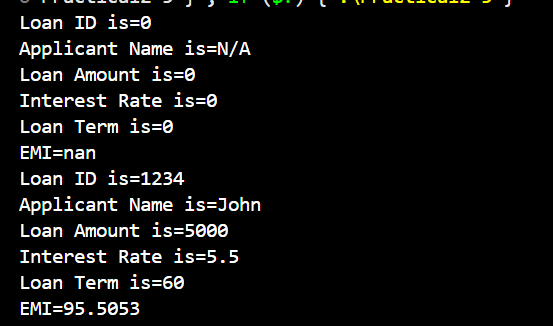 Loan ID is=0
Applicant Name is=N/A
Loan Amount is=0
Interest Rate is=0
Loan Term is=0
EMI=nan
Loan ID is=1234
Applicant Name is=John
Loan Amount is=5000
Interest Rate is=5.5
Loan Term is=60
EMI=95.5053